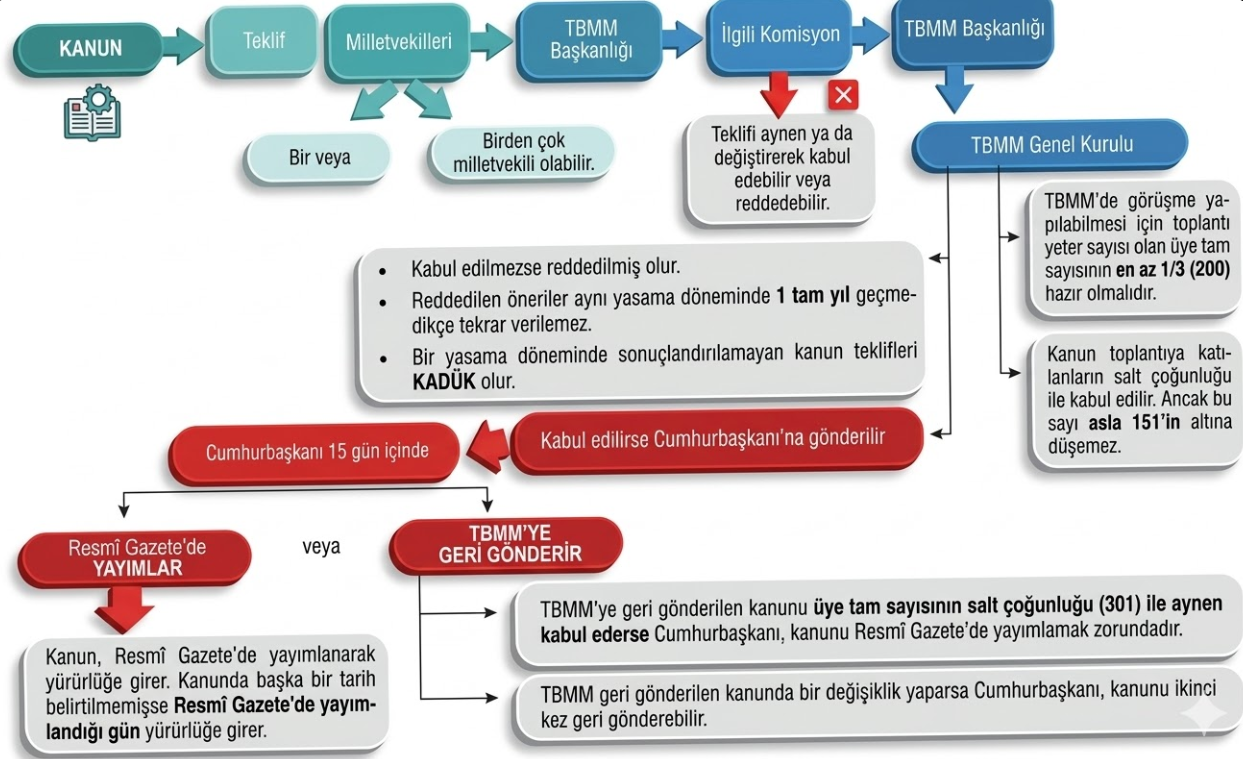 KANUN
Teklif
Milletvekilleri
TBMM
Başkanlığı
İlgili Komisyon
TBMM Başkanlığı
Bir veya
Birden çok
milletvekili olabilir.
Teklifi aynen ya da
değiştirerek kabul
edebilir veya
reddedebilir.
TBMM Genel Kurulu
TBMM'de görüşme ya-
pılabilmesi için toplantı
yeter sayısı olan üye tam
sayısının en az 1/3 (200)
hazır olmalıdır.
• Kabul edilmezse reddedilmiş olur.
• Reddedilen öneriler aynı yasama döneminde 1 tam yıl geçme-
dikçe tekrar verilemez.
• Bir yasama döneminde sonuçlandırılamayan kanun teklifleri
KADÜK olur.
Kanun toplantıya katı-
lanların salt çoğunluğu
ile kabul edilir. Ancak bu
sayı asla 151'in altına
düşemez.
Kabul edilirse Cumhurbaşkanı'na gönderilir
Cumhurbaşkanı 15 gün içinde
Resmî Gazete'de
YAYIMLAR
veya
TBMM'YE
GERİ GÖNDERİR
Kanun, Resmî Gazete'de yayımlanarak
yürürlüğe girer. Kanunda başka bir tarih
belirtilmemişse Resmî Gazete'de yayım-
landığı gün yürürlüğe girer.
TBMM'ye geri gönderilen kanunu üye tam sayısının salt çoğunluğu (301) ile aynen
kabul ederse Cumhurbaşkanı, kanunu Resmî Gazete'de yayımlamak zorundadır.
TBMM geri gönderilen kanunda bir değişiklik yaparsa Cumhurbaşkanı, kanunu ikinci
kez geri gönderebilir.